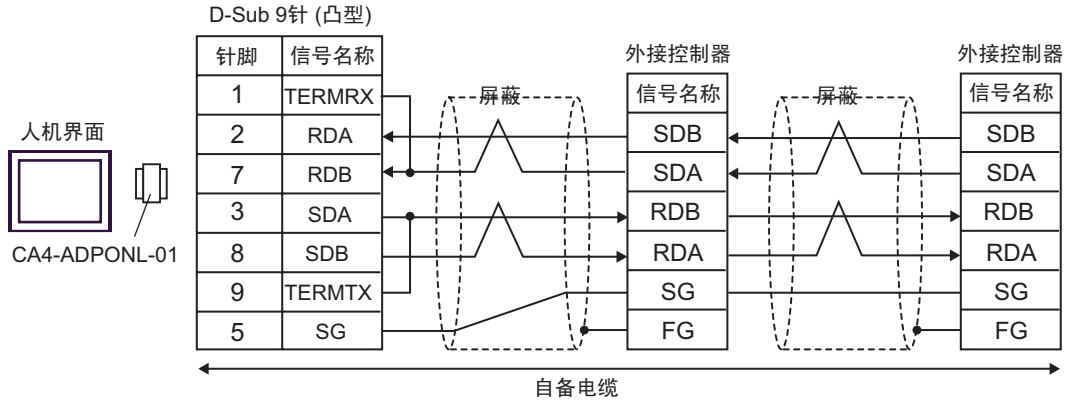 D-Sub 9针 (凸型)
针脚 信号名称
1 TERMRX
2 RDA
7 RDB
3 SDA
8 SDB
9 TERMTX
5 SG
人机界面
CA4-ADPONL-01
屏蔽
外接控制器
信号名称
SDB
SDA
RDB
RDA
SG
FG
屏蔽
外接控制器
信号名称
SDB
SDA
RDB
RDA
SG
FG
自备电缆